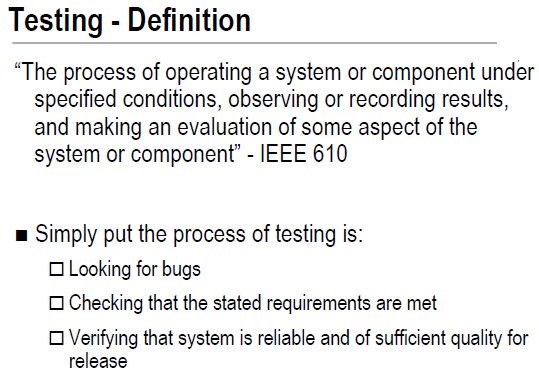 Testing - Definition
“The process of operating a system or component under
specified conditions, observing or recording results,
and making an evaluation of some aspect of the
system or component” - IEEE 610
■ Simply put the process of testing is:
□ Looking for bugs
□ Checking that the stated requirements are met
□ Verifying that system is reliable and of sufficient quality for
release